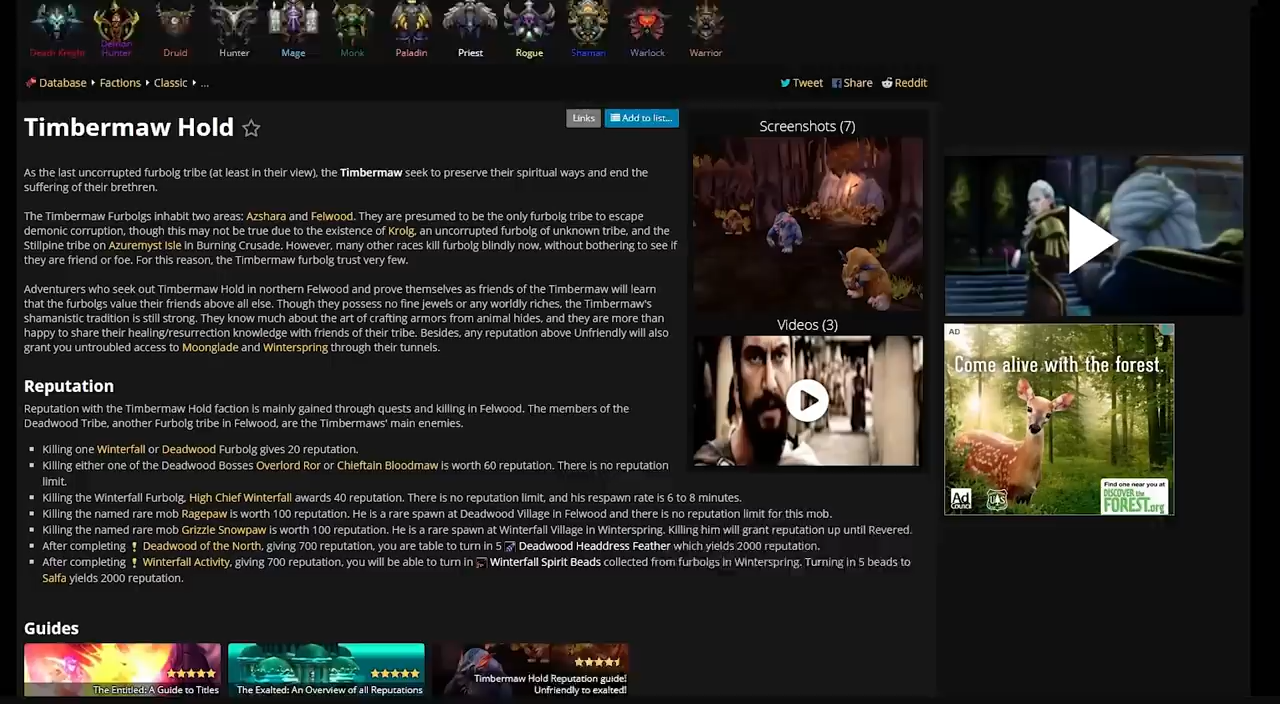 Death Knight
Demon Hunter
Druid
Hunter
Mage
Monk
Paladin
Priest
Rogue
Shaman
Warlock
Warrior
Database ▸ Factions ▸ Classic ▸ ...
Tweet Share Reddit
Timbermaw Hold
Links Add to list...
As the last uncorrupted furbolg tribe (at least in their view), the Timbermaw seek to preserve their spiritual ways and end the
suffering of their brethren.
The Timbermaw Furbolgs inhabit two areas: Azshara and Felwood. They are presumed to be the only furbolg tribe to escape
demonic corruption, though this may not be true due to the existence of Krolg, an uncorrupted furbolg of unknown tribe, and the
Stillpine tribe on Azuremyst Isle in Burning Crusade. However, many other races kill furbolg blindly now, without bothering to see if
they are friend or foe. For this reason, the Timbermaw furbolg trust very few.
Adventurers who seek out Timbermaw Hold in northern Felwood and prove themselves as friends of the Timbermaw will learn
that the furbolgs value their friends above all else. Though they possess no fine jewels or any worldly riches, the Timbermaw's
shamanistic tradition is still strong. They know much about the art of crafting armors from animal hides, and they are more than
happy to share their healing/resurrection knowledge with friends of their tribe. Besides, any reputation above Unfriendly will also
grant you untroubled access to Moonglade and Winterspring through their tunnels.
Reputation
Reputation with the Timbermaw Hold faction is mainly gained through quests and killing in Felwood. The members of the
Deadwood Tribe, another Furbolg tribe in Felwood, are the Timbermaws' main enemies.
Killing one Winterfall or Deadwood Furbolg gives 20 reputation.
Killing either one of the Deadwood Bosses Overlord Ror or Chieftain Bloodmaw is worth 60 reputation. There is no reputation
limit.
Killing the Winterfall Furbolg, High Chief Winterfall awards 40 reputation. There is no reputation limit, and his respawn rate is 6 to 8 minutes.
Killing the named rare mob Ragepaw is worth 100 reputation. He is a rare spawn at Deadwood Village in Felwood and there is no reputation limit for this mob.
Killing the named rare mob Grizzle Snowpaw is worth 100 reputation. He is a rare spawn at Winterfall Village in Winterspring. Killing him will grant reputation up until Revered.
After completing Deadwood of the North, giving 700 reputation, you are table to turn in 5 Deadwood Headdress Feather which yields 2000 reputation.
After completing Winterfall Activity, giving 700 reputation, you will be able to turn in Winterfall Spirit Beads collected from furbolgs in Winterspring. Turning in 5 beads to
Salfa yields 2000 reputation.
Guides
The Entitled: A Guide to Titles
The Exalted: An Overview of all Reputations
Timbermaw Hold Reputation guide!
Unfriendly to exalted!
Screenshots (7)
Videos (3)
AD
Come alive with the forest.
Ad
Council
Find one near you at
DISCOVER the
FOREST.org